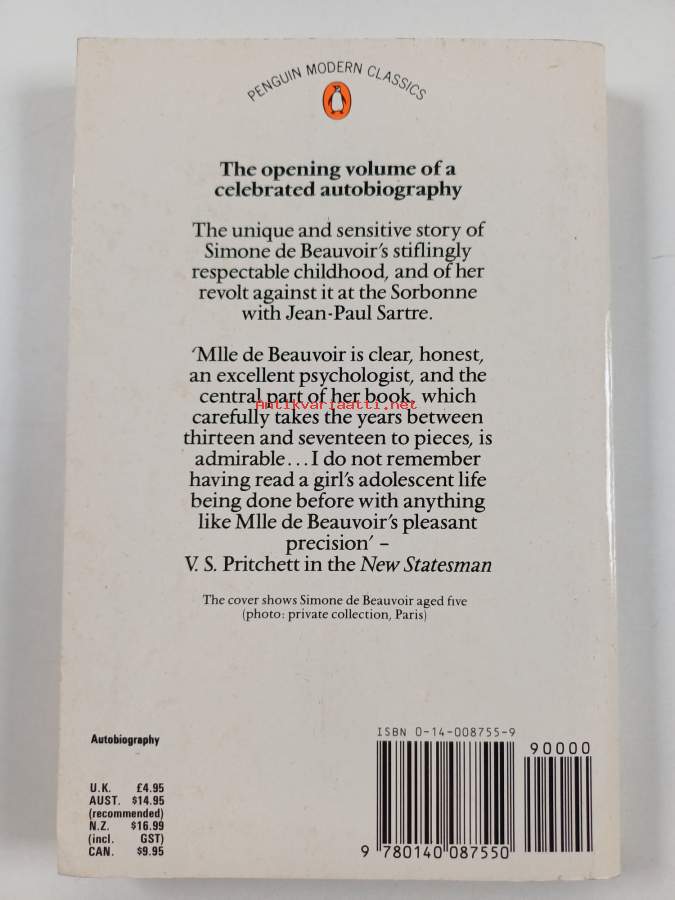 PENGUIN MODERN CLASSICS
The opening volume of a
celebrated autobiography
The unique and sensitive story of
Simone de Beauvoir's stiflingly
respectable childhood, and of her
revolt against it at the Sorbonne
with Jean-Paul Sartre.
'Mlle de Beauvoir is clear, honest,
an excellent psychologist, and the
central part of her book, which
Antikvariaatti.net
carefully takes the years between
thirteen and seventeen to pieces, is
admirable...I do not remember
having read a girl's adolescent life
being done before with anything
like Mlle de Beauvoir's pleasant
precision' –
V. S. Pritchett in the New Statesman
The cover shows Simone de Beauvoir aged five
(photo: private collection, Paris)
Autobiography
U.K. £4.95
AUST. $14.95
(recommended)
N.Z. $16.99
(incl. GST)
CAN. $9.95
ISBN 0-14-008755-9
90000
9 780140 087550